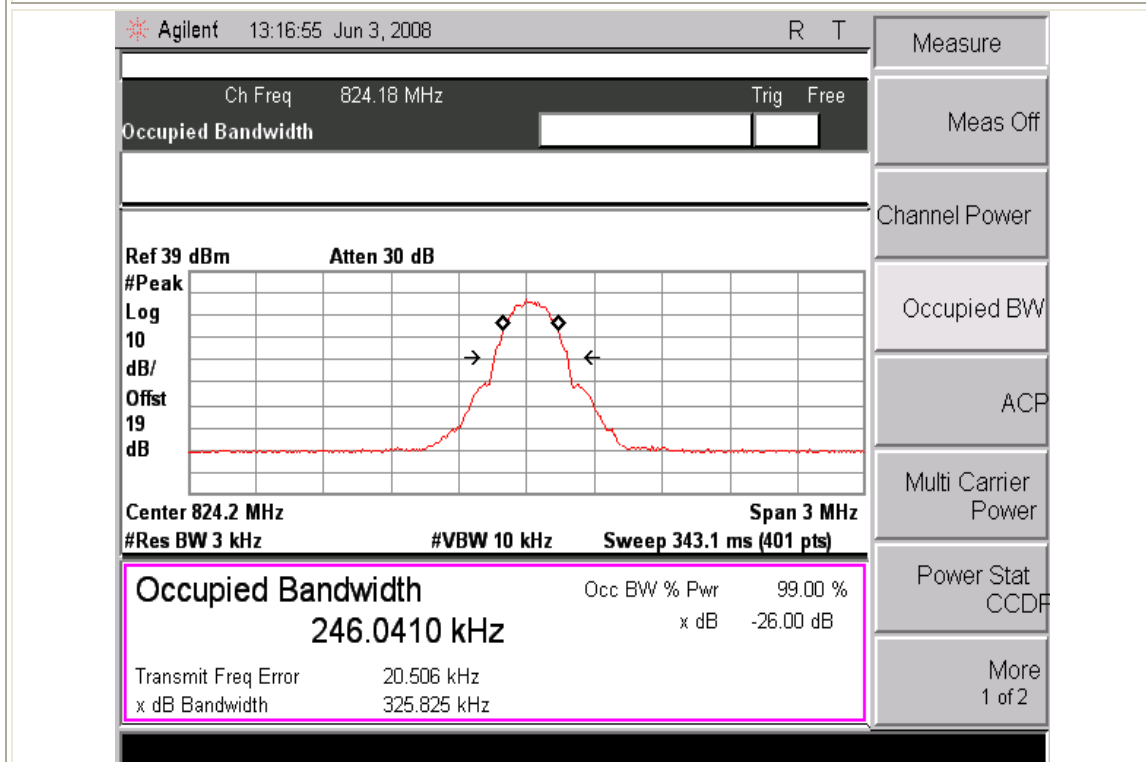 Agilent 13:16:55 Jun 3, 2008 R T
Measure
Ch Freq 824.18 MHz Trig Free
Occupied Bandwidth
Meas Off
Channel Power
Ref 39 dBm Atten 30 dB
#Peak
Log
10
dB/
Offst
19
dB
Occupied BW
ACP
Center 824.2 MHz Span 3 MHz
#Res BW 3 kHz #VBW 10 kHz Sweep 343.1 ms (401 pts)
Multi Carrier
Power
Occupied Bandwidth Occ BW % Pwr 99.00 %
246.0410 kHz x dB -26.00 dB
Transmit Freq Error 20.506 kHz
x dB Bandwidth 325.825 kHz
Power Stat
CCDF
More
1 of 2